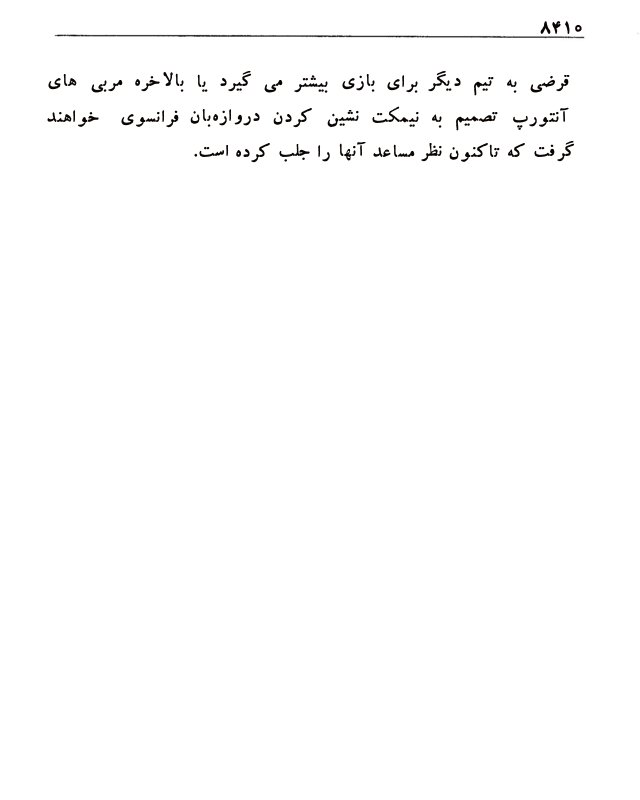 ۸۴۱۰
قرضی به تیم دیگر برای بازی بیشتر می گیرد یا بالاخره مربی های
آنتورپ تصمیم به نیمکت نشین کردن دروازه‌بان فرانسوی خواهند
گرفت که تاکنون نظر مساعد آنها را جلب کرده است.